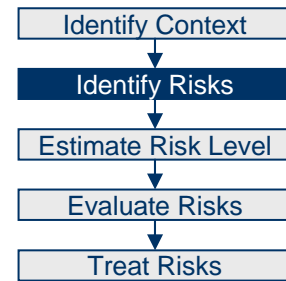 Identify Context
Identify Risks
Estimate Risk Level
Evaluate Risks
Treat Risks